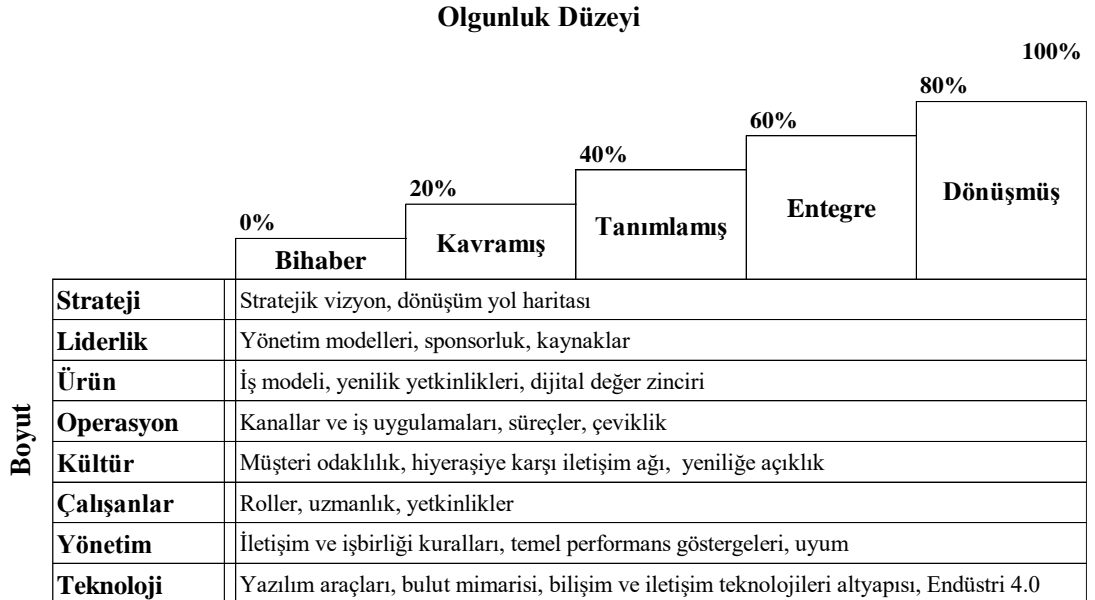 Olgunluk Düzeyi
100%
80%
60%
40%
20%
0%
Dönüşmüş
Entegre
Tanımlamış
Kavramış
Bihaber
Boyut
Strateji Stratejik vizyon, dönüşüm yol haritası
Liderlik Yönetim modelleri, sponsorluk, kaynaklar
Ürün İş modeli, yenilik yetkinlikleri, dijital değer zinciri
Operasyon Kanallar ve iş uygulamaları, süreçler, çeviklik
Kültür Müşteri odaklılık, hiyeraşiye karşı iletişim ağı, yeniliğe açıklık
Çalışanlar Roller, uzmanlık, yetkinlikler
Yönetim İletişim ve işbirliği kuralları, temel performans göstergeleri, uyum
Teknoloji Yazılım araçları, bulut mimarisi, bilişim ve iletişim teknolojileri altyapısı, Endüstri 4.0